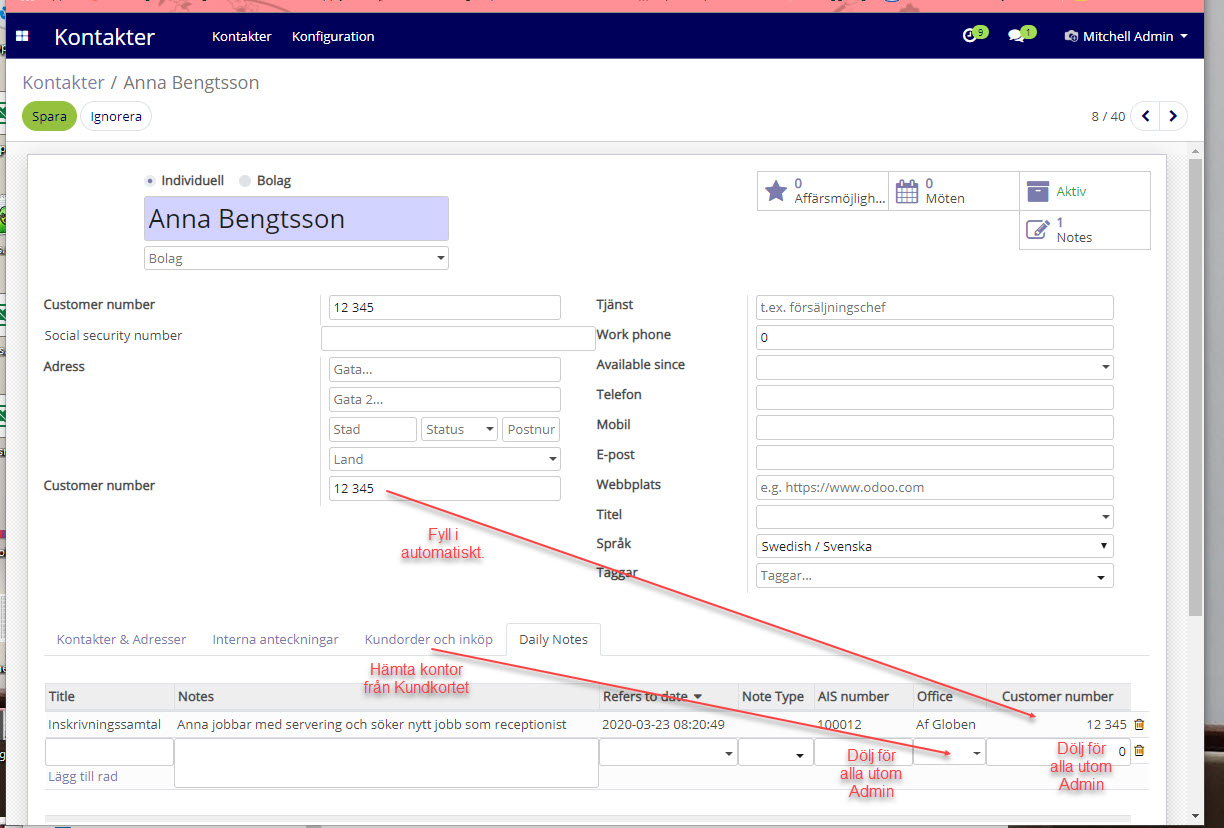 Kontakter
Kontakter
Konfiguration
9
1
Mitchell Admin
Kontakter / Anna Bengtsson
Spara
Ignorera
8 / 40
Individuell
Bolag
Anna Bengtsson
Bolag
0
Affärsmöjligh...
0
Möten
Aktiv
1
Notes
Customer number
12 345
Social security number
Adress
Gata...
Gata 2...
Stad
Status
Postnur
Land
Customer number
12 345
Tjänst
t.ex. försäljningschef
Work phone
0
Available since
Telefon
Mobil
E-post
Webbplats
e.g. https://www.odoo.com
Titel
Språk
Swedish / Svenska
Taggar
Taggar...
Fyll i
automatiskt.
Kontakter & Adresser
Interna anteckningar
Kundorder och inköp
Daily Notes
Hämta kontor
från Kundkortet
Title
Notes
Refers to date
Note Type
AIS number
Office
Customer number
Inskrivningssamtal
Anna jobbar med servering och söker nytt jobb som receptionist
2020-03-23 08:20:49
100012
Af Globen
12 345
0
Lägg till rad
Dölj för
alla utom
Admin
Dölj för
alla utom
Admin